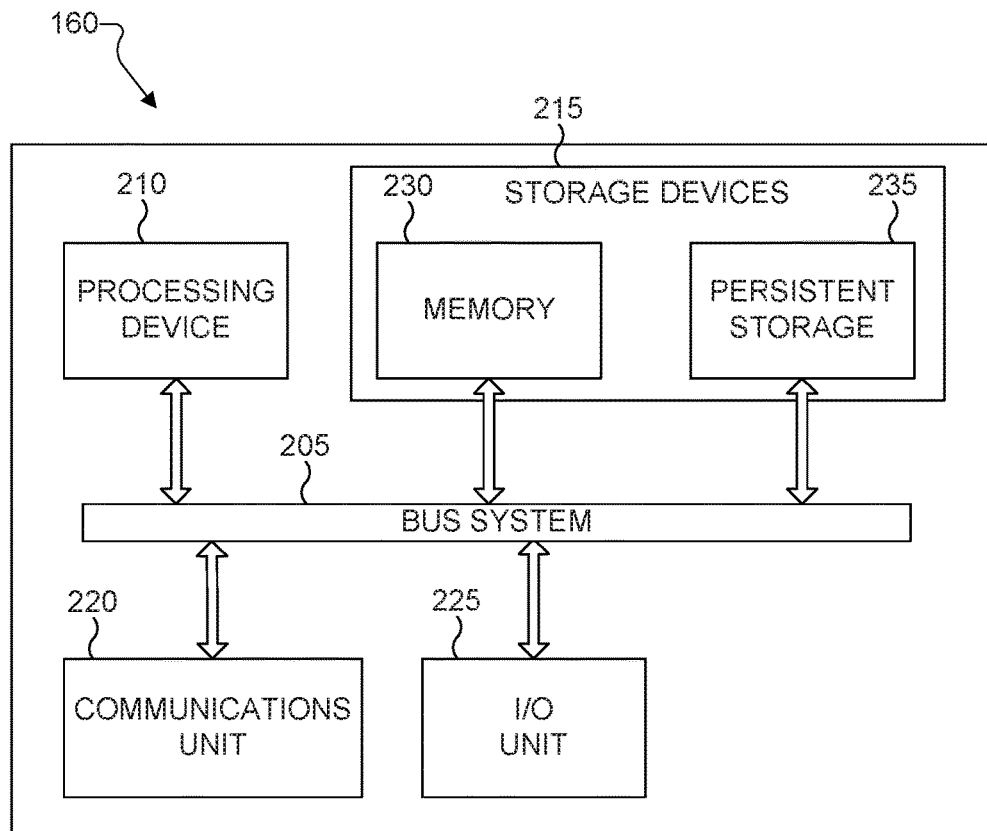 160
215
210
230
STORAGE DEVICES
235
PROCESSING
DEVICE
MEMORY
PERSISTENT
STORAGE
205
BUS SYSTEM
220
225
COMMUNICATIONS
UNIT
I/O
UNIT